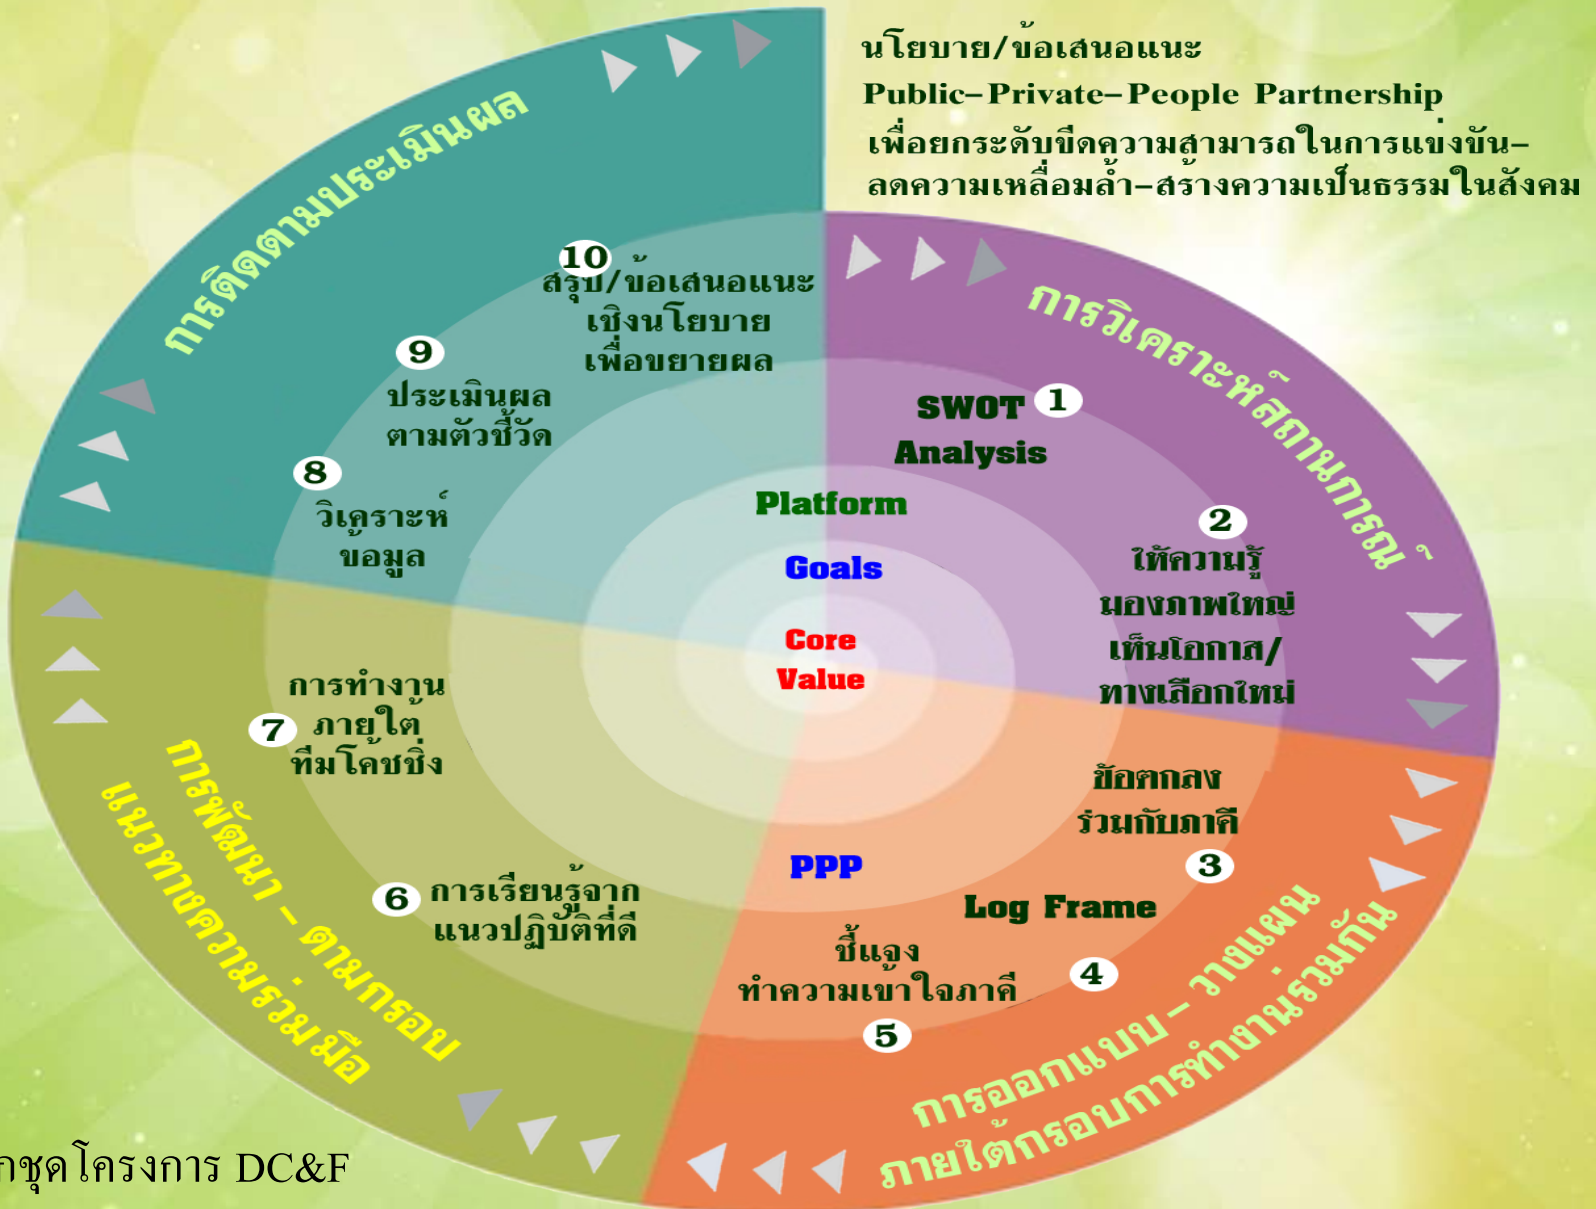 นโยบาย/ข้อเสนอแนะ
Public-Private-People Partnership
เพื่อยกระดับขีดความสามารถในการแข่งขัน-
ลดความเหลื่อมล้ำ-สร้างความเป็นธรรมในสังคม
การวิเคราะห์สถานการณ์
1
SWOT
Analysis
2
ให้ความรู้
มองภาพใหญ่
เห็นโอกาส/
ทางเลือกใหม่
ข้อตกลง
ร่วมกับภาคี
3
Log Frame
4
ชี้แจง
ทำความเข้าใจภาคี
5
การออกแบบ - วางแผน
ภายใต้กรอบการทำงานร่วมกัน
6
การเรียนรู้จาก
แนวปฏิบัติที่ดี
การทำงาน
7
ภายใต้
ทีมโค้ชชิ่ง
การพัฒนา - ตามกรอบ
แนวทางความร่วมมือ
8
วิเคราะห์
ข้อมูล
9
ประเมินผล
ตามตัวชี้วัด
10
สรุป/ข้อเสนอแนะ
เชิงนโยบาย
เพื่อขยายผล
การติดตามประเมินผล
Platform
Goals
Core
Value
PPP
ชุดโครงการ DC&F